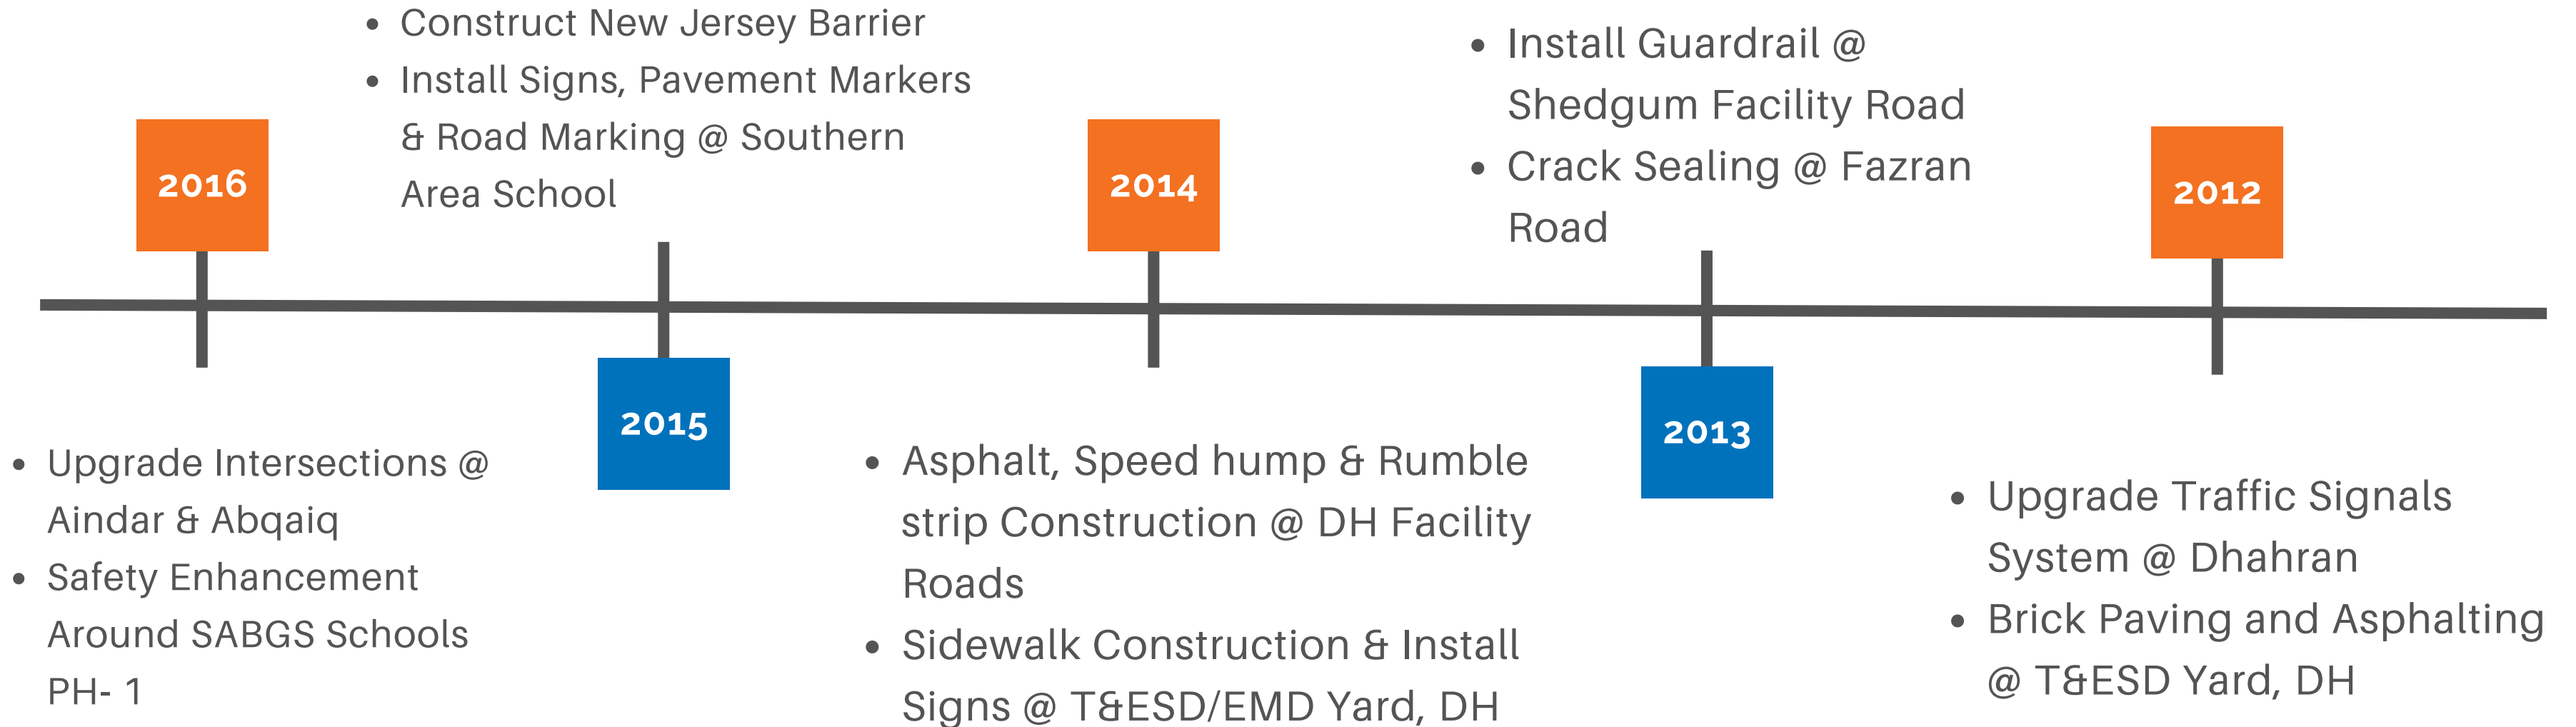 2016
• Upgrade Intersections @
Aindar & Abqaiq
• Safety Enhancement
Around SABGS Schools
PH- 1
• Construct New Jersey Barrier
• Install Signs, Pavement Markers
& Road Marking @ Southern
Area School
2015
2014
• Asphalt, Speed hump & Rumble
strip Construction @ DH Facility
Roads
• Sidewalk Construction & Install
Signs @ T&ESD/EMD Yard, DH
• Install Guardrail @
Shedgum Facility Road
• Crack Sealing @ Fazran
Road
2013
2012
• Upgrade Traffic Signals
System @ Dhahran
• Brick Paving and Asphalting
@ T&ESD Yard, DH